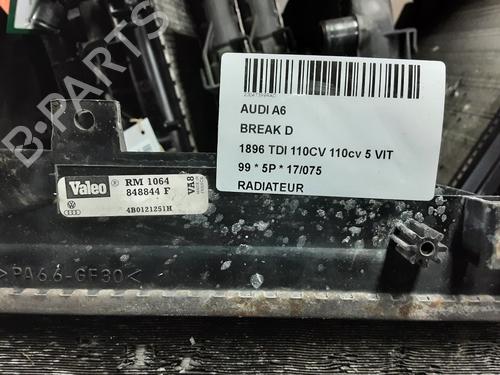 AUDI A6
BREAK D
1896 TDI 110CV 110cv 5 VIT
99 * 5P * 17/075
RADIATEUR
Valeo
RM 1064
848844 F
VA8
4B0121251H
>PA66-GF30<